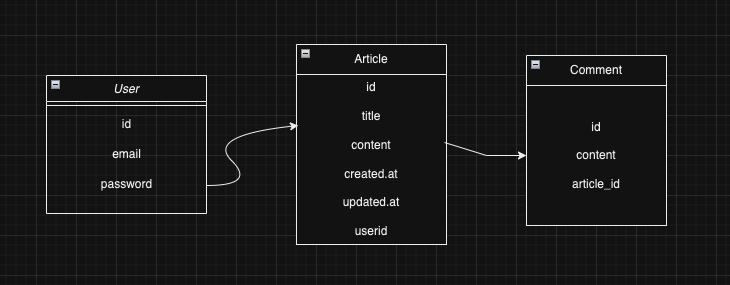 User
id
email
password
Article
id
title
content
created.at
updated.at
userid
Comment
id
content
article_id